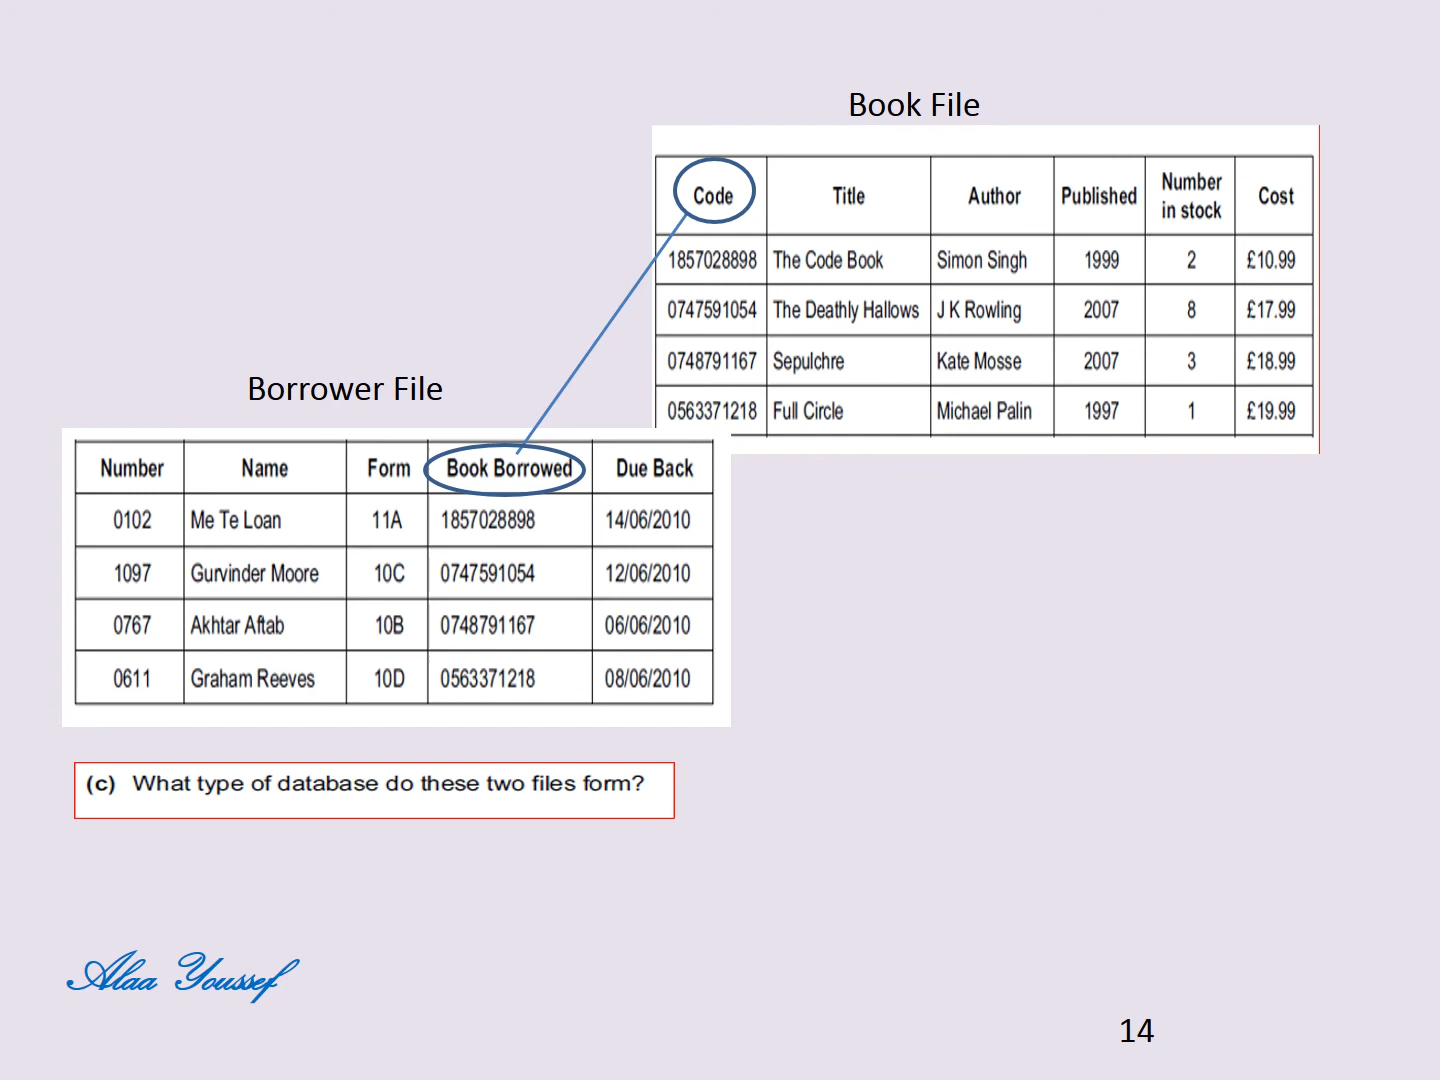 Book File
Code Title Author Published Number in stock Cost
1857028898 The Code Book Simon Singh 1999 2 £10.99
0747591054 The Deathly Hallows J K Rowling 2007 8 £17.99
0748791167 Sepulchre Kate Mosse 2007 3 £18.99
0563371218 Full Circle Michael Palin 1997 1 £19.99
Borrower File
Number Name Form Book Borrowed Due Back
0102 Me Te Loan 11A 1857028898 14/06/2010
1097 Gurvinder Moore 10C 0747591054 12/06/2010
0767 Akhtar Aftab 10B 0748791167 06/06/2010
0611 Graham Reeves 10D 0563371218 08/06/2010
(c) What type of database do these two files form?
Alaa Youssef
14